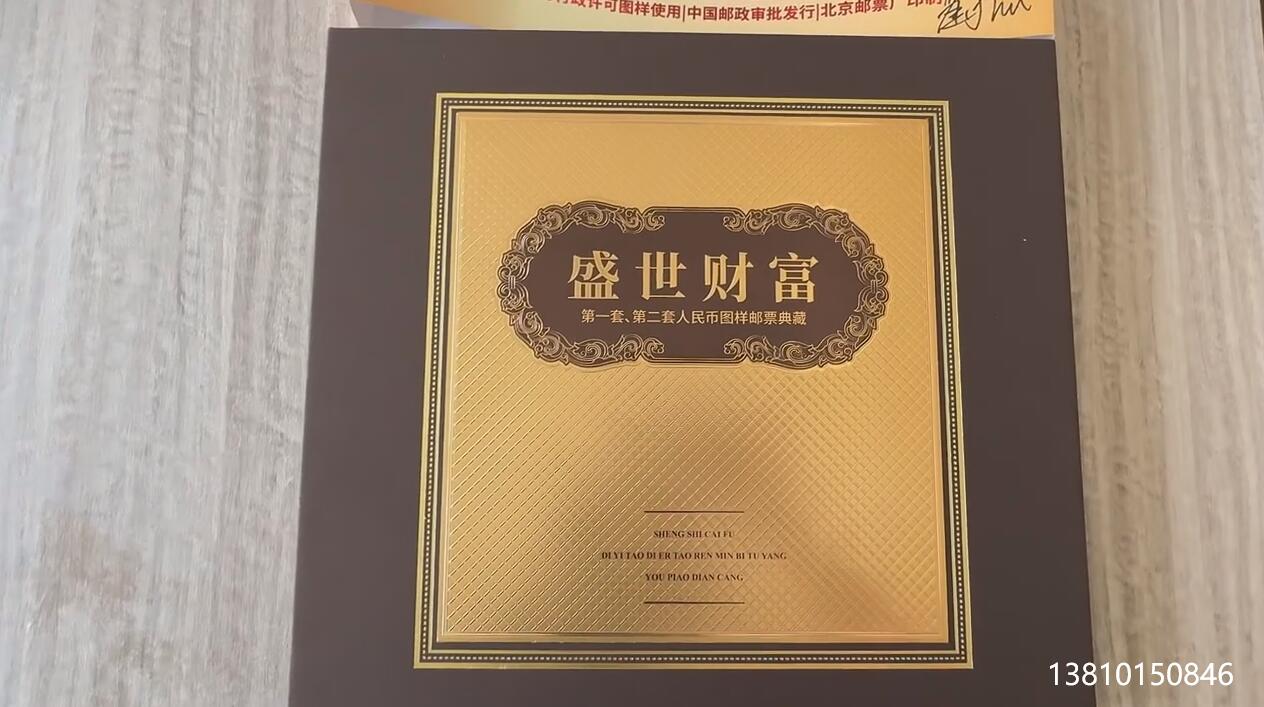 政许可图样使用|中国邮政审批发行|北京邮票厂印制
盛世财富
第一套、第二套人民币图样邮票典藏
SHENG SHI CAI FU
DI YI TAO DI ER TAO REN MIN BI TU YANG
YOU PIAO DIAN CANG
13810150846